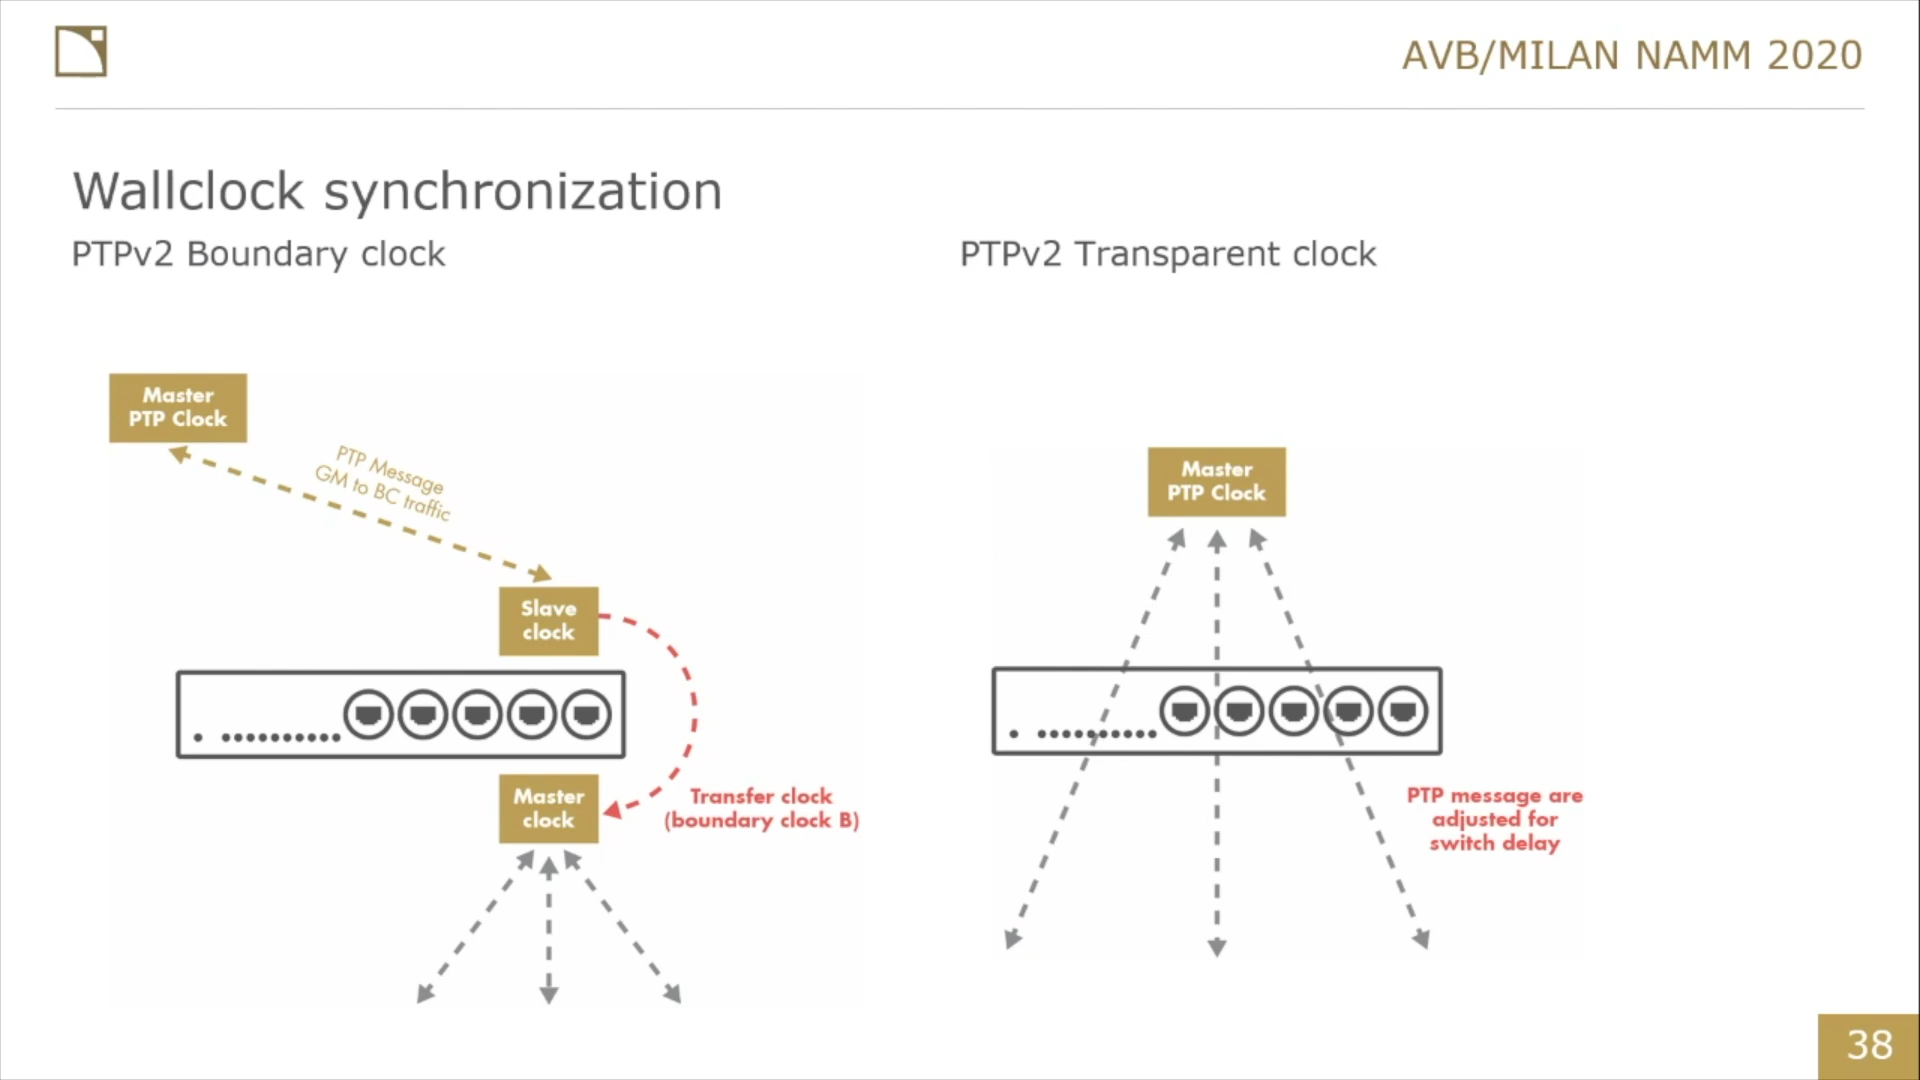 AVB/MILAN NAMM 2020
Wallclock synchronization
PTPv2 Boundary clock
Master
PTP Clock
PTP Message
GM to BC traffic
Slave
clock
Master
clock
Transfer clock
(boundary clock B)
PTPv2 Transparent clock
Master
PTP Clock
PTP message are
adjusted for
switch delay
38